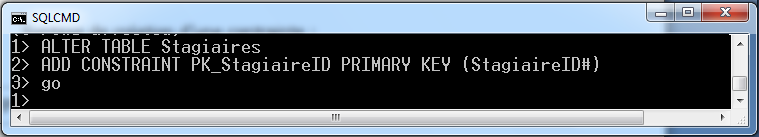 SQLCMD
1> ALTER TABLE Stagiaires
2> ADD CONSTRAINT PK_StagiaireID PRIMARY KEY (StagiaireID#)
3> go
1>